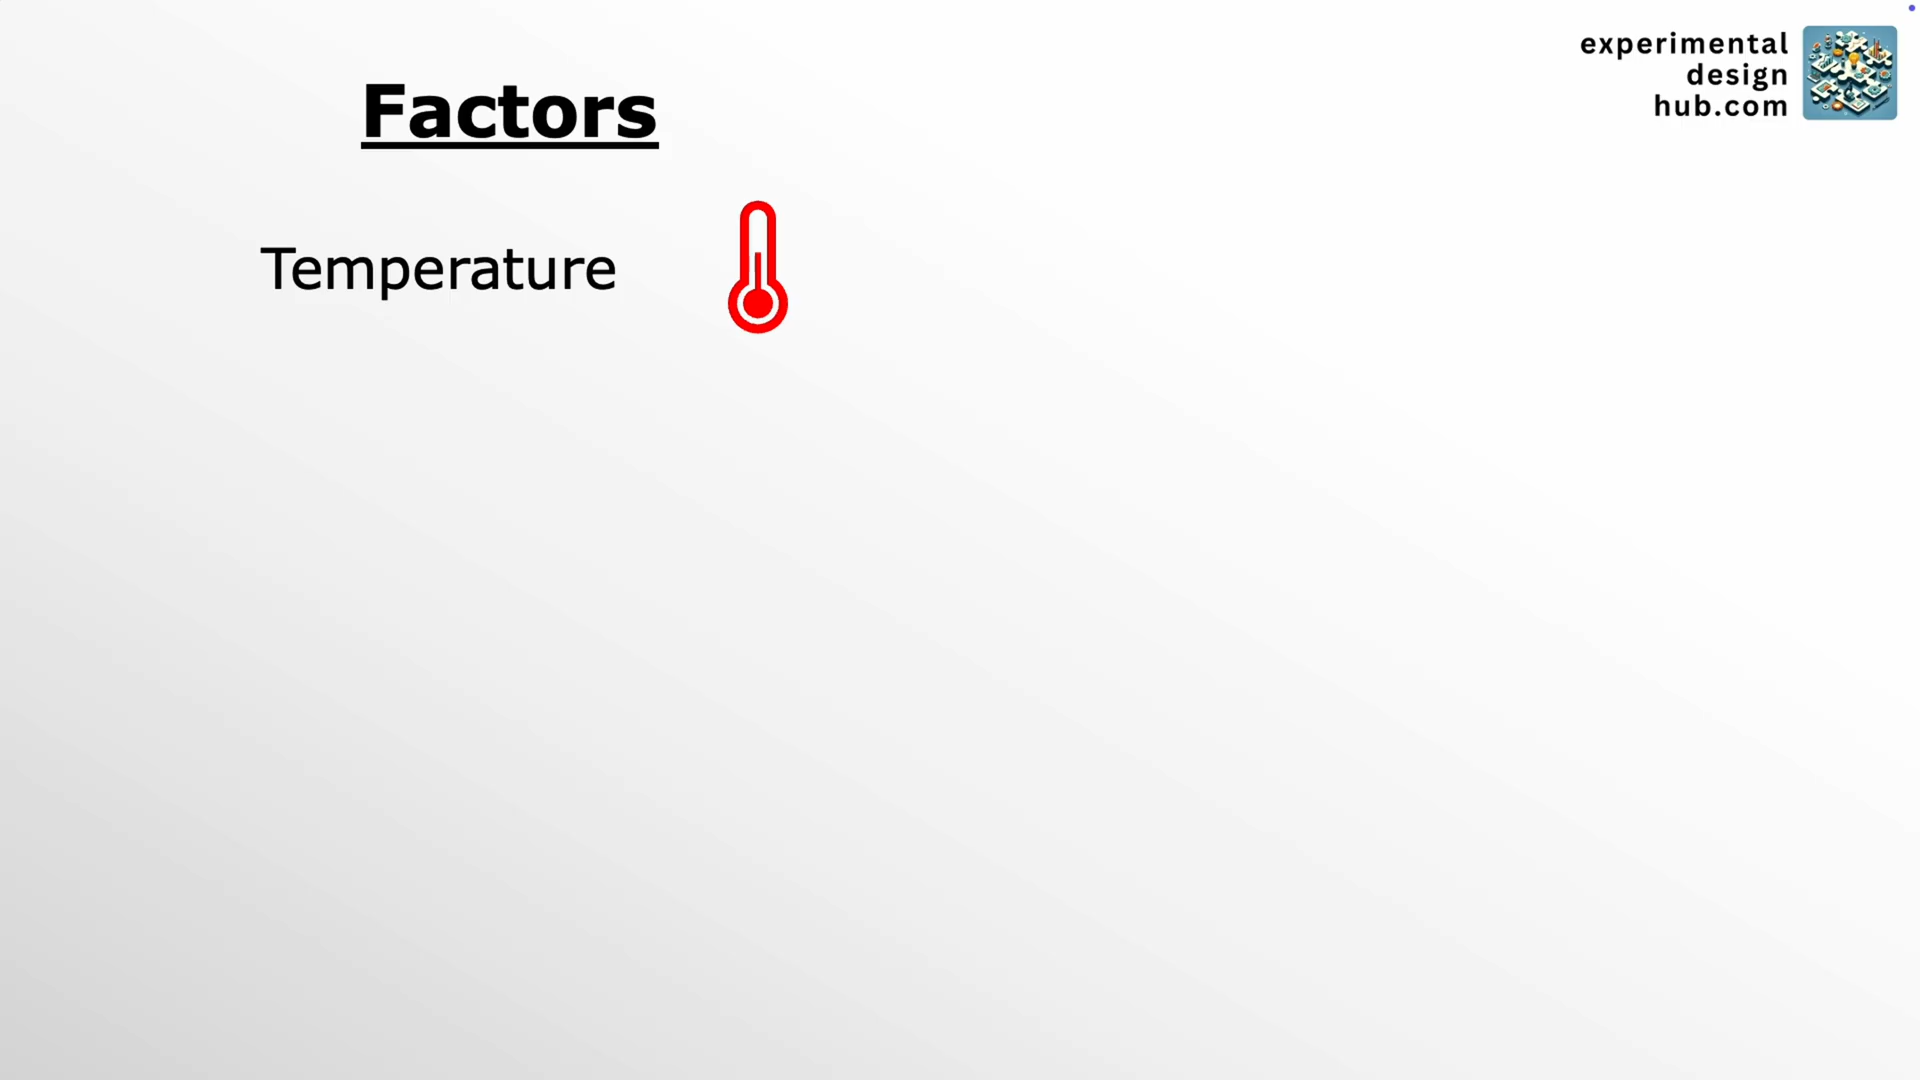 Factors
experimental
design
hub.com
Temperature